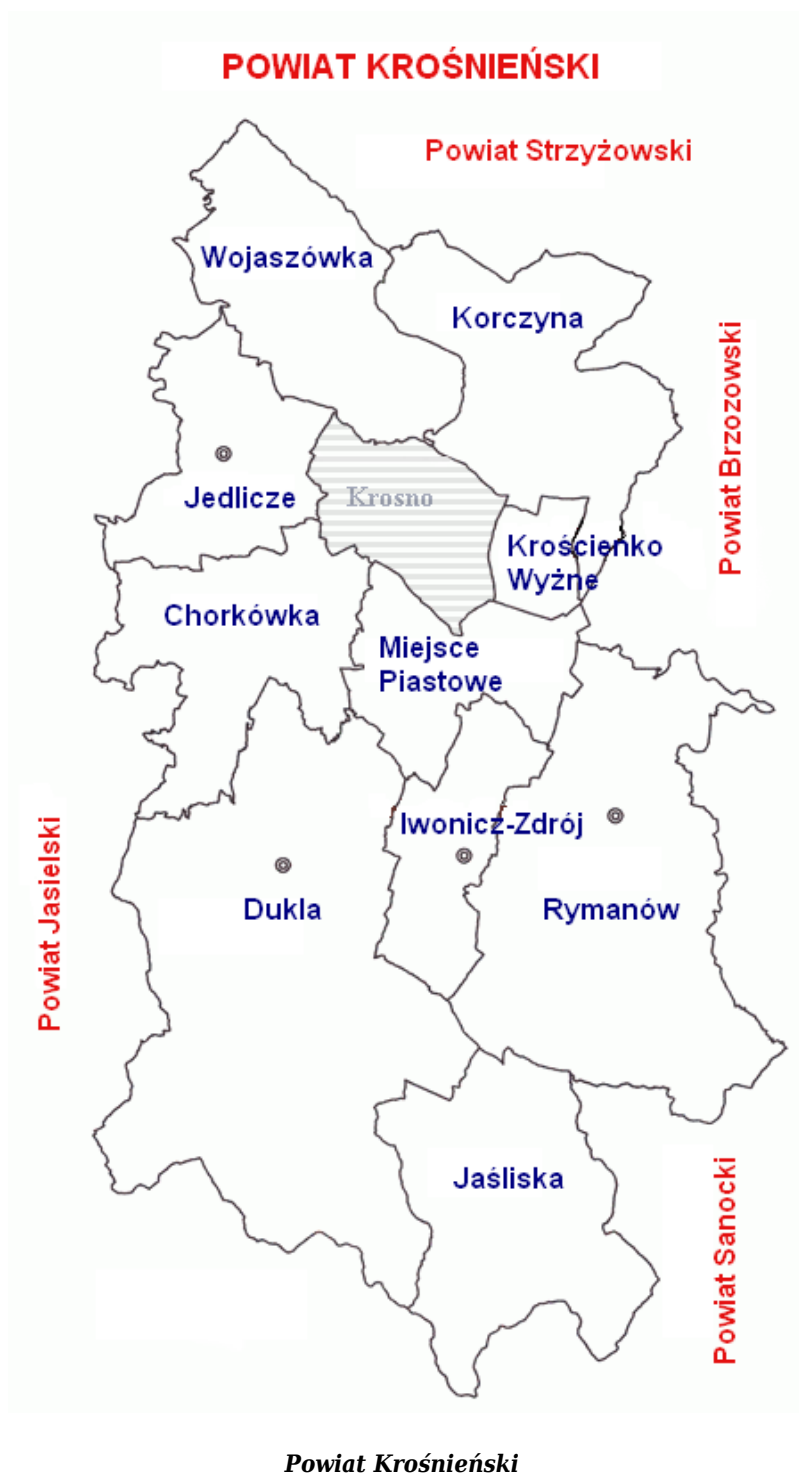 POWIAT KROŚNIEŃSKI
Powiat Strzyżowski
Wojaszówka
Korczyna
Powiat Brzozowski
Jedlicze
Krosno
Krościenko
Wyżne
Chorkówka
Miejsce
Piastowe
Iwonicz-Zdrój
Powiat Jasielski
Dukla
Rymanów
Jaśliska
Powiat Sanocki
Powiat Krośnieński